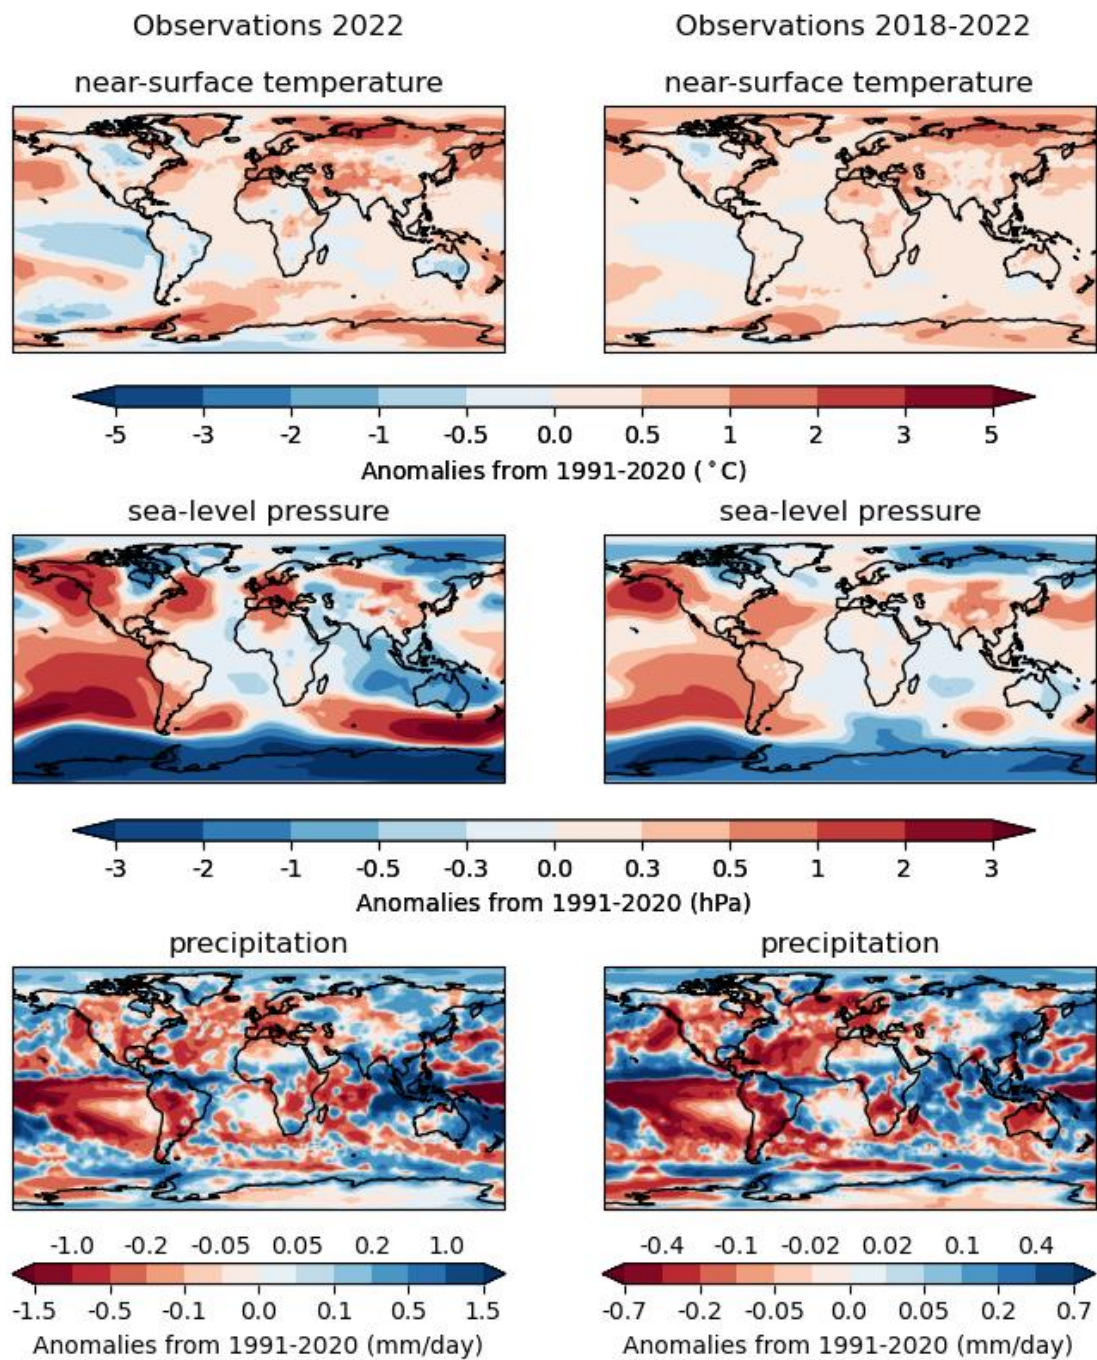 Observations 2022
Observations 2018-2022
near-surface temperature
near-surface temperature
-5 -3 -2 -1 -0.5 0.0 0.5 1 2 3 5
Anomalies from 1991-2020 (°C)
sea-level pressure
sea-level pressure
-3 -2 -1 -0.5 -0.3 0.0 0.3 0.5 1 2 3
Anomalies from 1991-2020 (hPa)
precipitation
precipitation
-1.0 -0.2 -0.05 0.05 0.2 1.0
-1.5 -0.5 -0.1 0.0 0.1 0.5 1.5
Anomalies from 1991-2020 (mm/day)
-0.4 -0.1 -0.02 0.02 0.1 0.4
-0.7 -0.2 -0.05 0.0 0.05 0.2 0.7
Anomalies from 1991-2020 (mm/day)